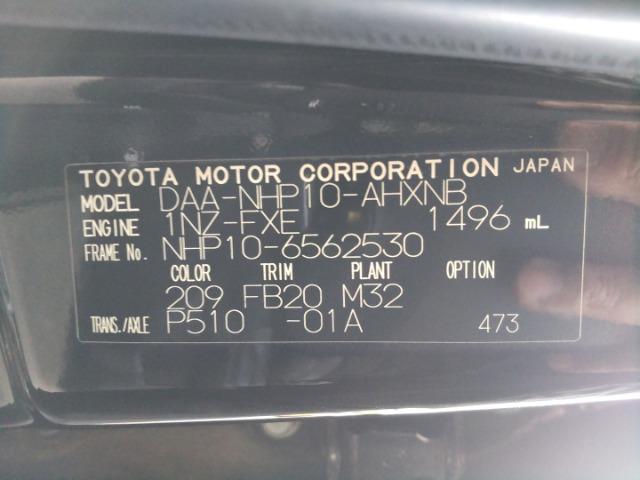 TOYOTA MOTOR CORPORATION JAPAN
MODEL DAA-NHP10-AHXNB
ENGINE 1NZ-FXE 1496 mL
FRAME No. NHP10-6562530
COLOR TRIM PLANT OPTION
209 FB20 M32
TRANS./AXLE P510 -01A 473